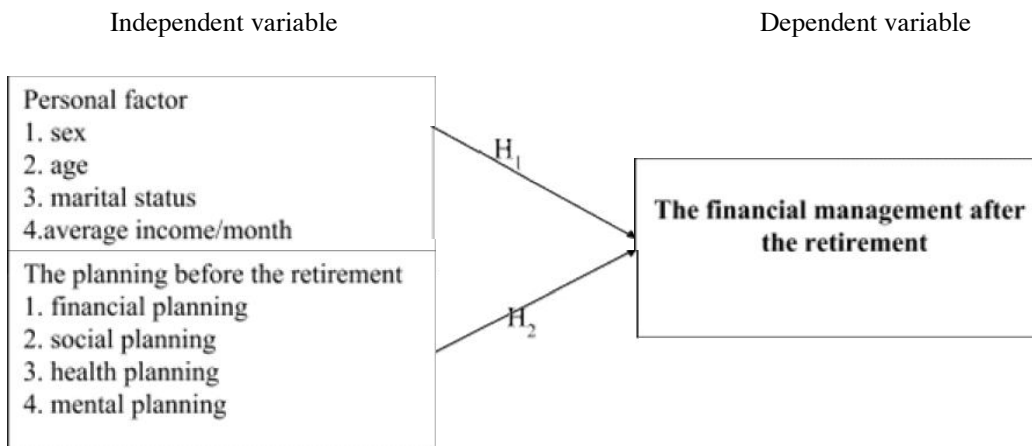 Independent variable
Dependent variable
Personal factor
1. sex
2. age
3. marital status
4.average income/month
The planning before the retirement
1. financial planning
2. social planning
3. health planning
4. mental planning
H1
H2
The financial management after
the retirement